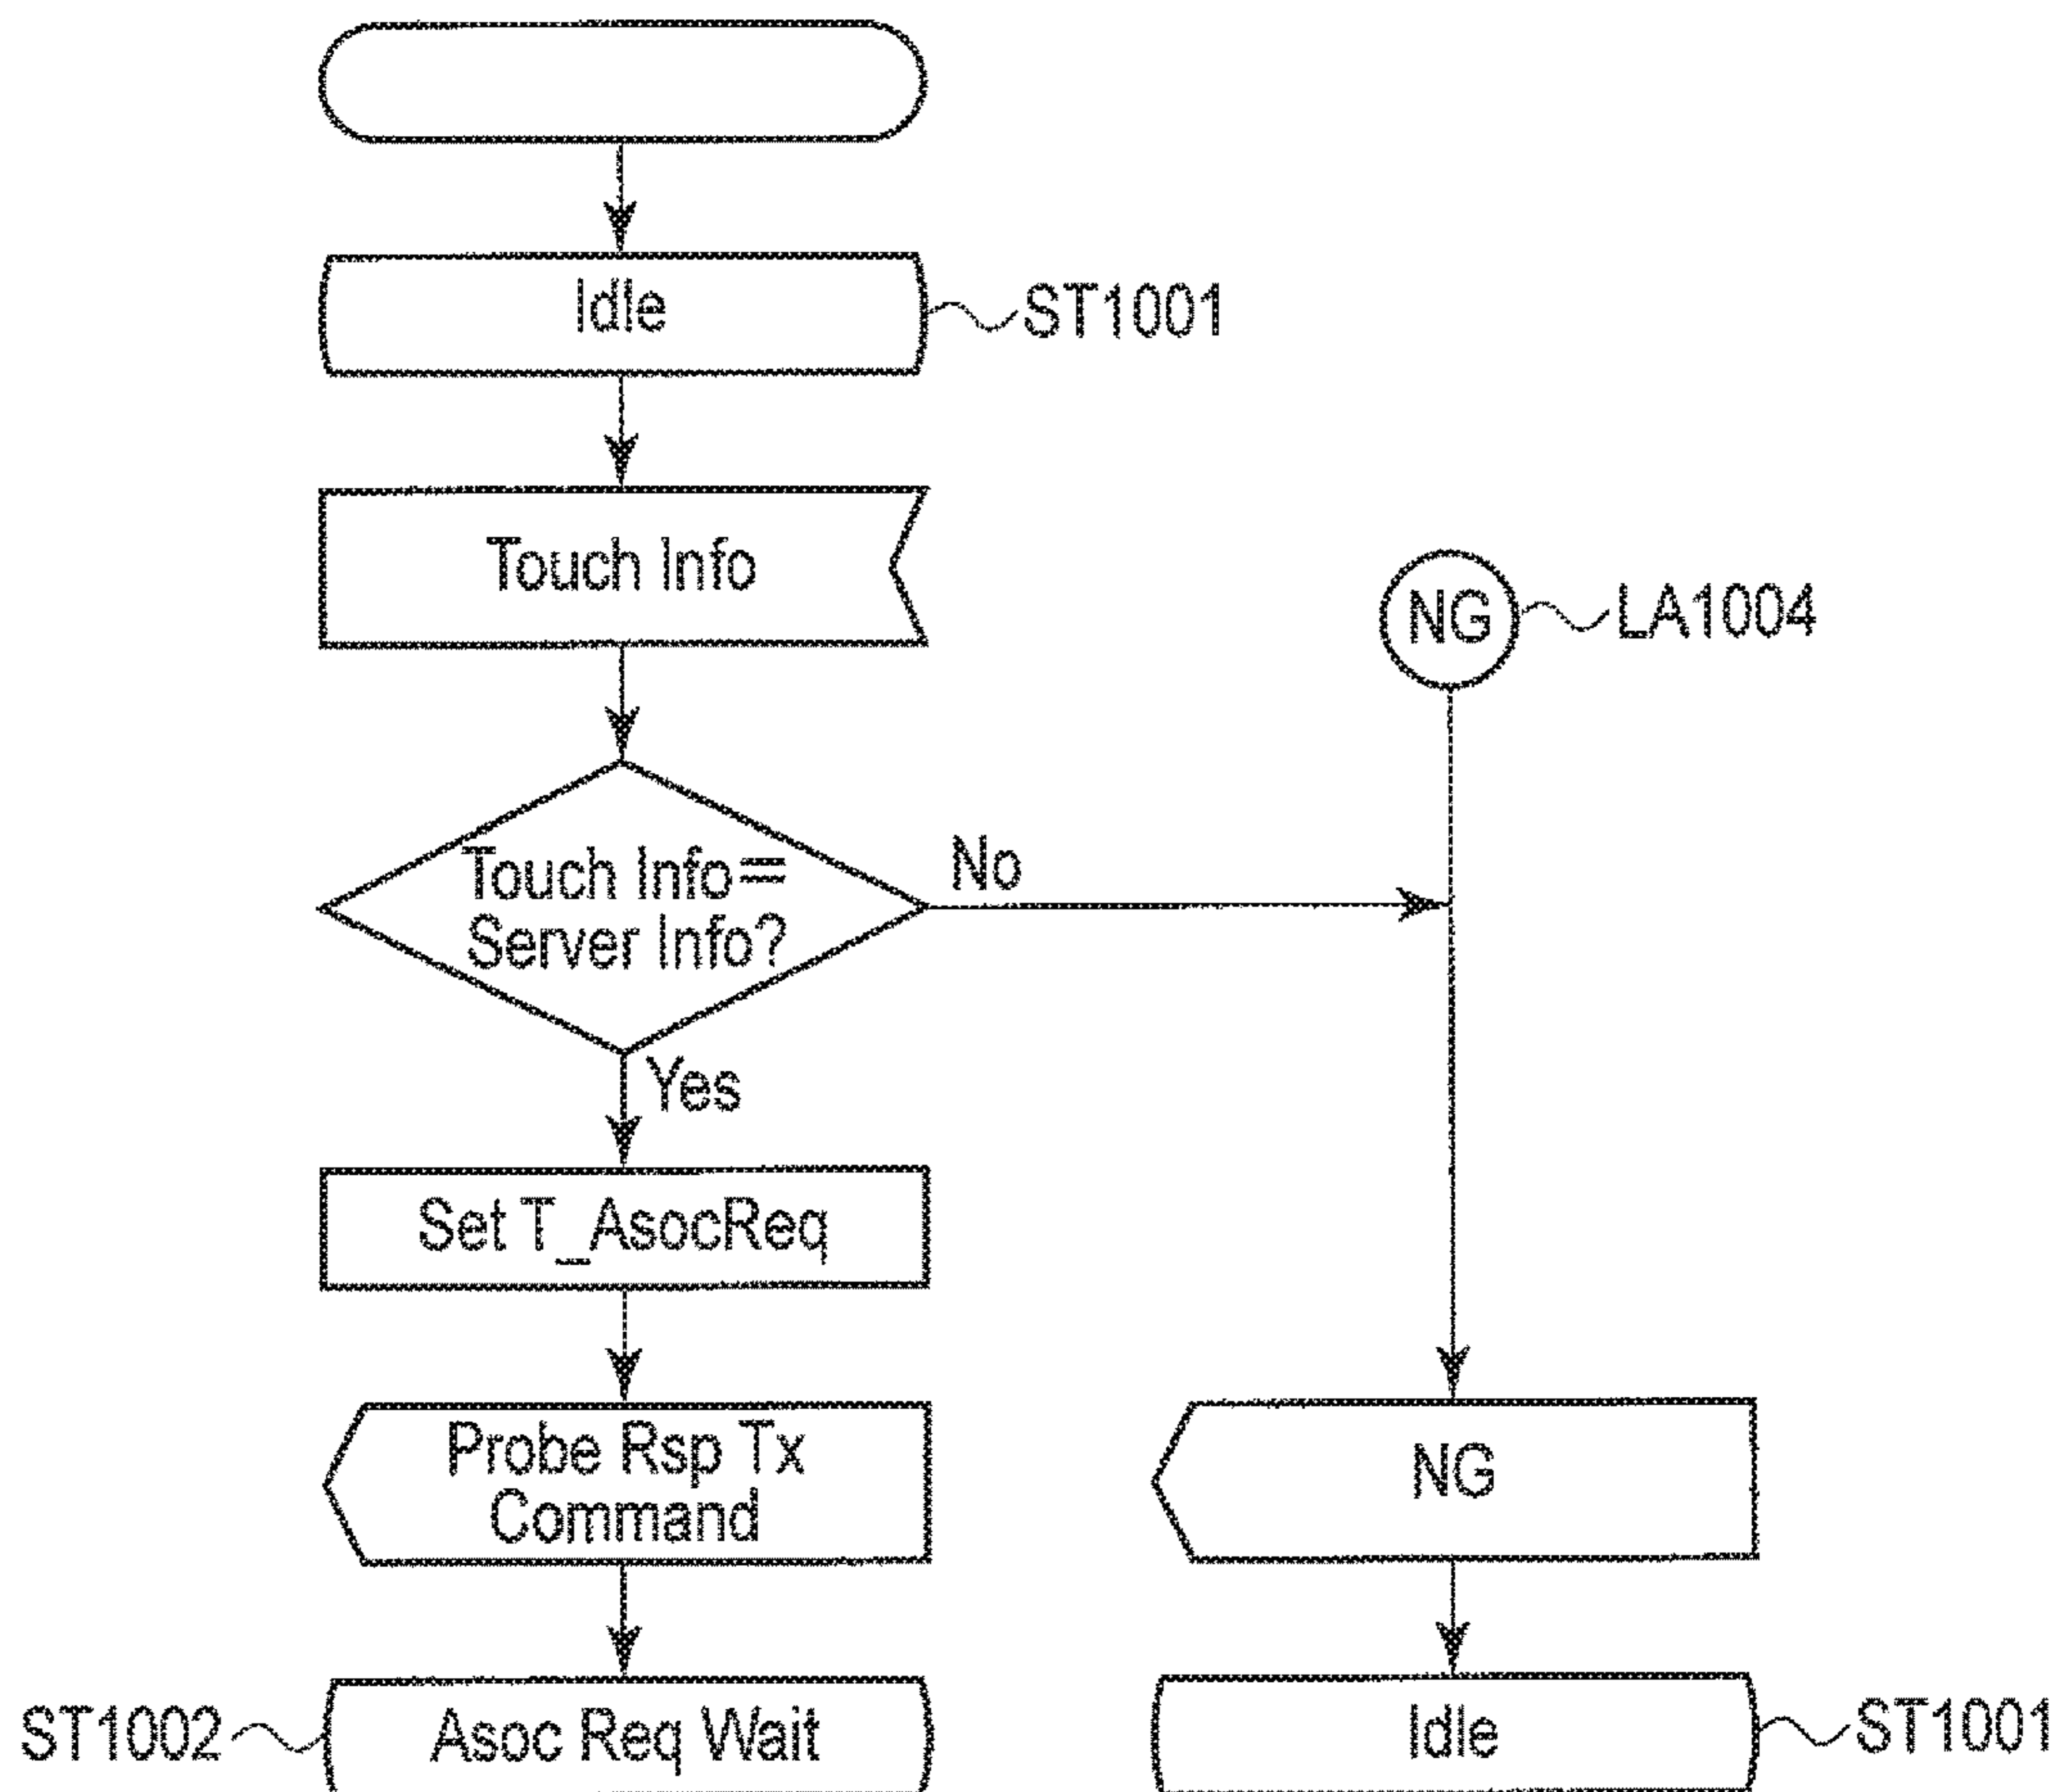 Idle
ST1001
Touch Info
NG
LA1004
Touch Info=
Server Info?
No
Yes
Set T_AsocReq
Probe Rsp Tx
Command
NG
ST1002
Asoc Req Wait
Idle
ST1001